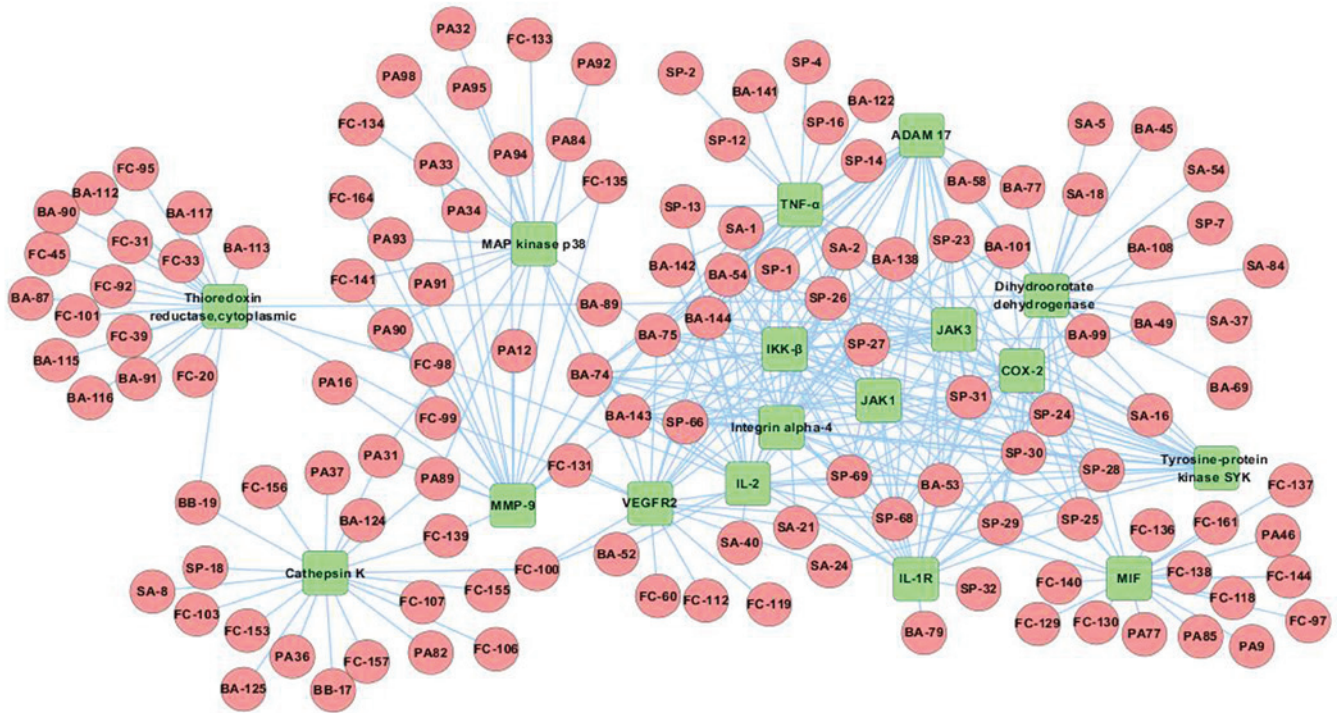 PA32
FC-133
PA92
PA98
PA95
SP-2
SP-4
BA-141
BA-122
FC-134
PA94
PA84
SP-12
SP-16
ADAM 17
SA-5
BA-45
PA33
SP-14
FC-95
BA-112
FC-164
PA34
FC-135
BA-58
BA-77
SA-18
SA-54
BA-90
BA-117
SP-13
TNF-α
SP-7
FC-45
FC-31
FC-33
BA-113
PA93
MAP kinase p38
SA-1
SA-2
SP-23
BA-101
BA-108
BA-87
FC-92
FC-141
PA91
BA-142
BA-54
SP-1
BA-138
SA-84
FC-101
Thioredoxin
reductase,cytoplasmic
BA-89
SP-26
Dihydroorotate
dehydrogenase
FC-39
PA90
BA-75
BA-144
IKK-β
JAK3
BA-99
BA-49
SA-37
BA-115
BA-91
FC-20
FC-98
PA12
SP-27
COX-2
BA-116
PA16
BA-74
JAK1
SP-31
BA-69
FC-99
BA-143
SP-66
Integrin alpha-4
SP-24
SA-16
PA31
FC-131
SP-30
Tyrosine-protein
kinase SYK
PA37
PA89
SP-69
SP-28
FC-156
BB-19
MMP-9
VEGFR2
IL-2
BA-53
FC-137
BA-124
SP-68
SP-29
SP-25
FC-161
FC-139
SA-21
FC-136
PA46
SA-40
BA-52
SP-18
Cathepsin K
FC-100
SA-24
IL-1R
MIF
FC-138
FC-144
SA-8
FC-155
SP-32
FC-140
FC-103
FC-107
FC-60
FC-112
FC-119
FC-118
FC-97
FC-153
FC-129
FC-130
BA-79
PA77
PA85
PA9
PA36
FC-157
PA82
FC-106
BA-125
BB-17